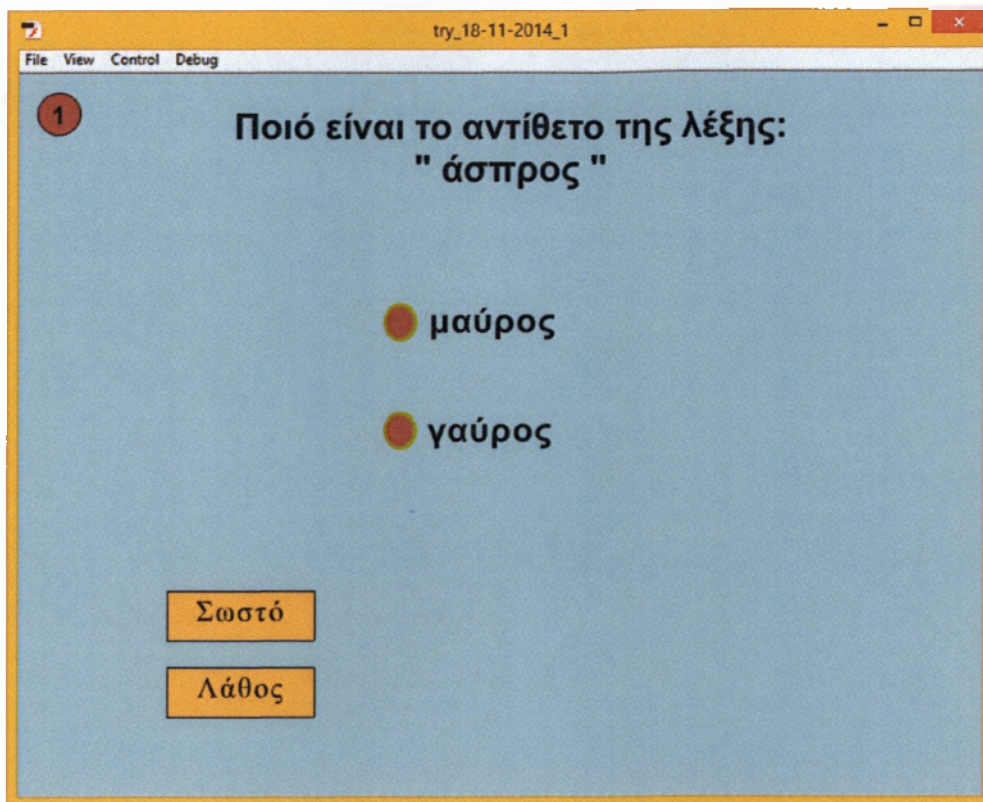 try_18-11-2014_1
File View Control Debug
1
Ποιό είναι το αντίθετο της λέξης:
" άσπρος "
μαύρος
γαύρος
Σωστό
Λάθος